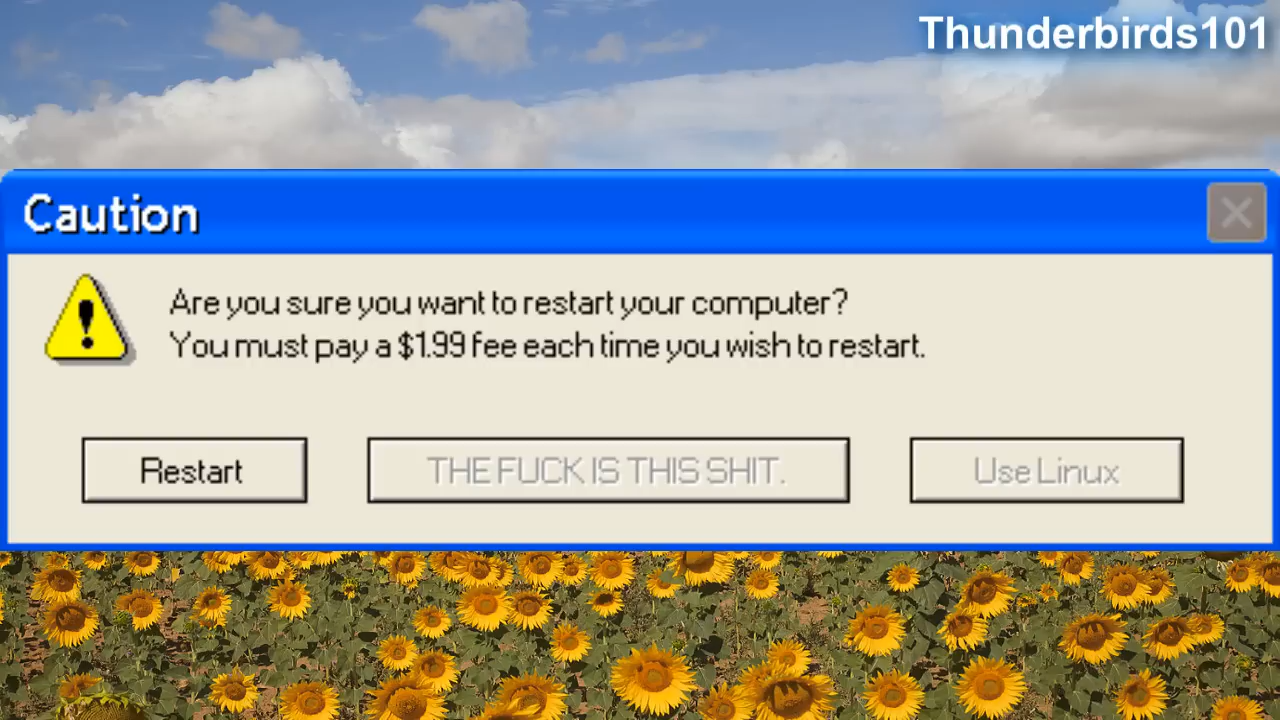 Thunderbirds101
Caution
Are you sure you want to restart your computer?
You must pay a $1.99 fee each time you wish to restart.
Restart
THE FUCK IS THIS SHIT.
Use Linux